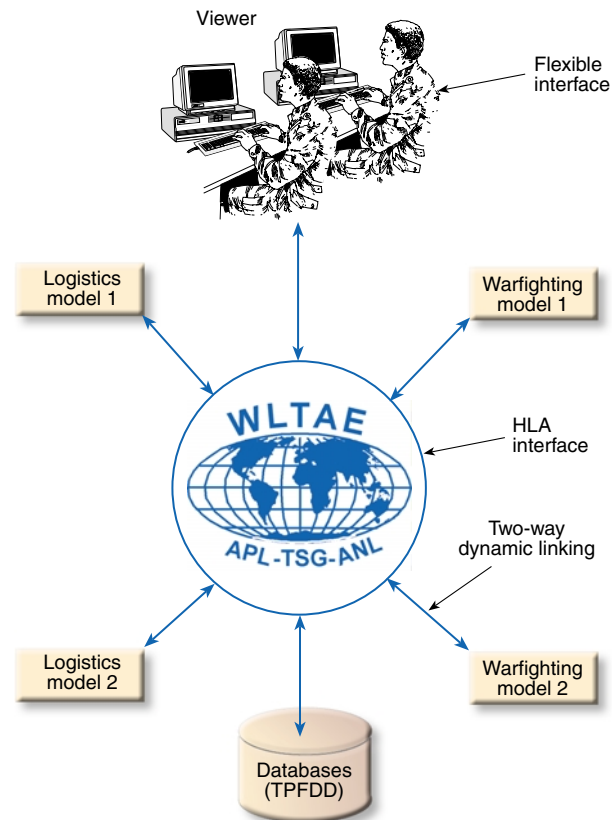 Viewer
Flexible
interface
Logistics
model 1
Warfighting
model 1
WLTAE
APL-TSG-ANL
HLA
interface
Two-way
dynamic linking
Logistics
model 2
Warfighting
model 2
Databases
(TPFDD)